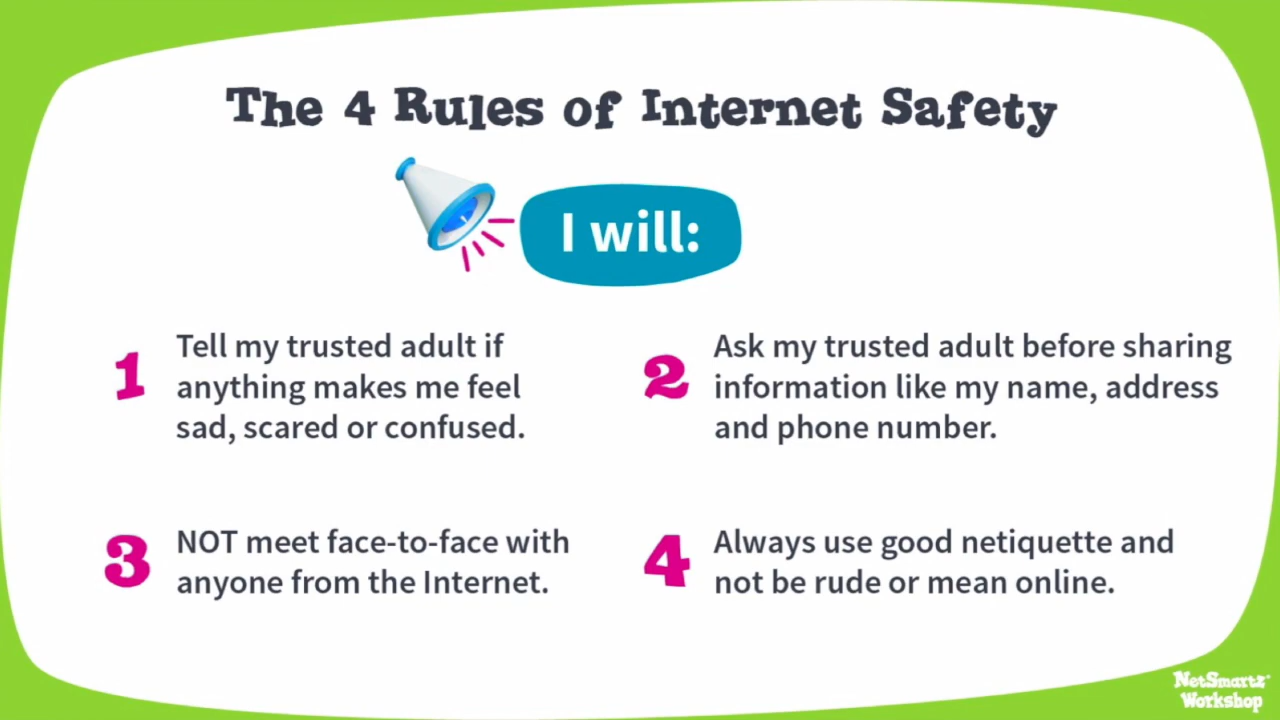 The 4 Rules of Internet Safety
I will:
1
Tell my trusted adult if
anything makes me feel
sad, scared or confused.
2
Ask my trusted adult before sharing
information like my name, address
and phone number.
3
NOT meet face-to-face with
anyone from the Internet.
4
Always use good netiquette and
not be rude or mean online.
NetSmartz®
Workshop